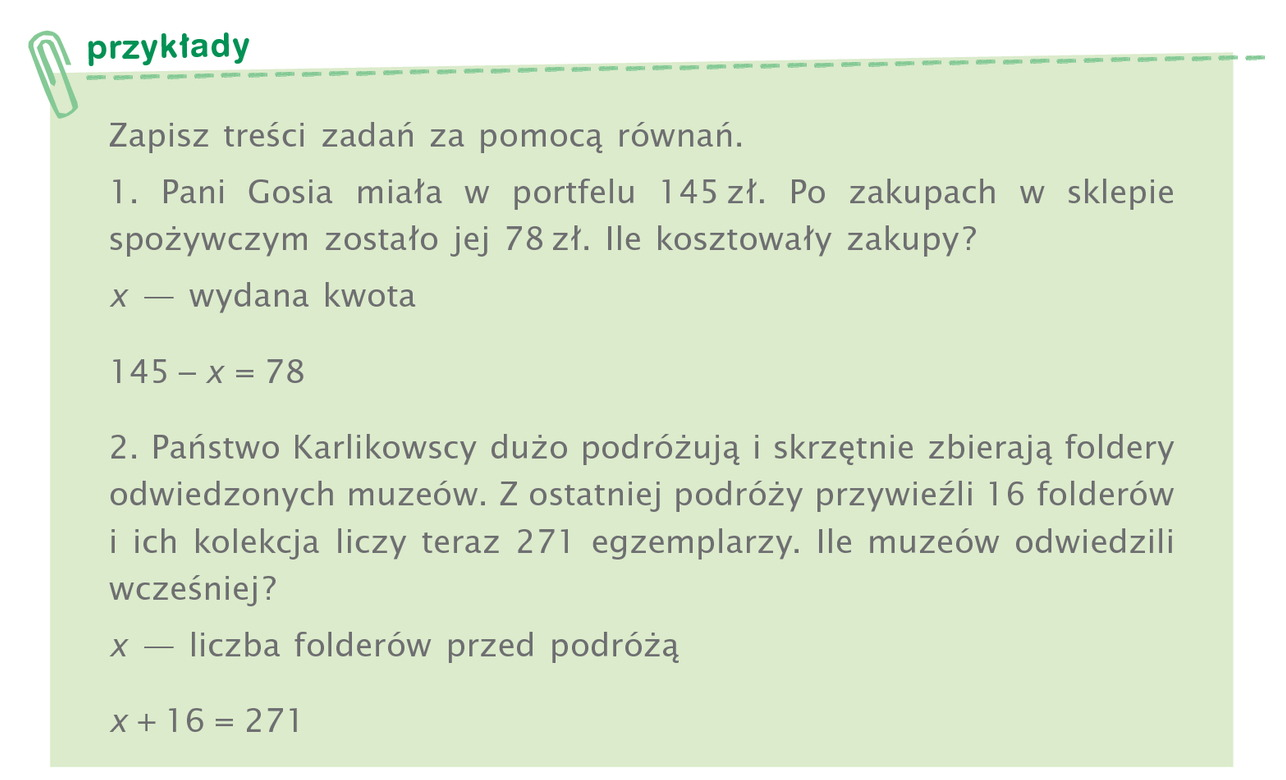 przykłady
Zapisz treści zadań za pomocą równań.
1. Pani Gosia miała w portfelu 145 zł. Po zakupach w sklepie
spożywczym zostało jej 78 zł. Ile kosztowały zakupy?
x — wydana kwota
145 – x = 78
2. Państwo Karlikowscy dużo podróżują i skrzętnie zbierają foldery
odwiedzonych muzeów. Z ostatniej podróży przywieźli 16 folderów
i ich kolekcja liczy teraz 271 egzemplarzy. Ile muzeów odwiedzili
wcześniej?
x — liczba folderów przed podróżą
x + 16 = 271